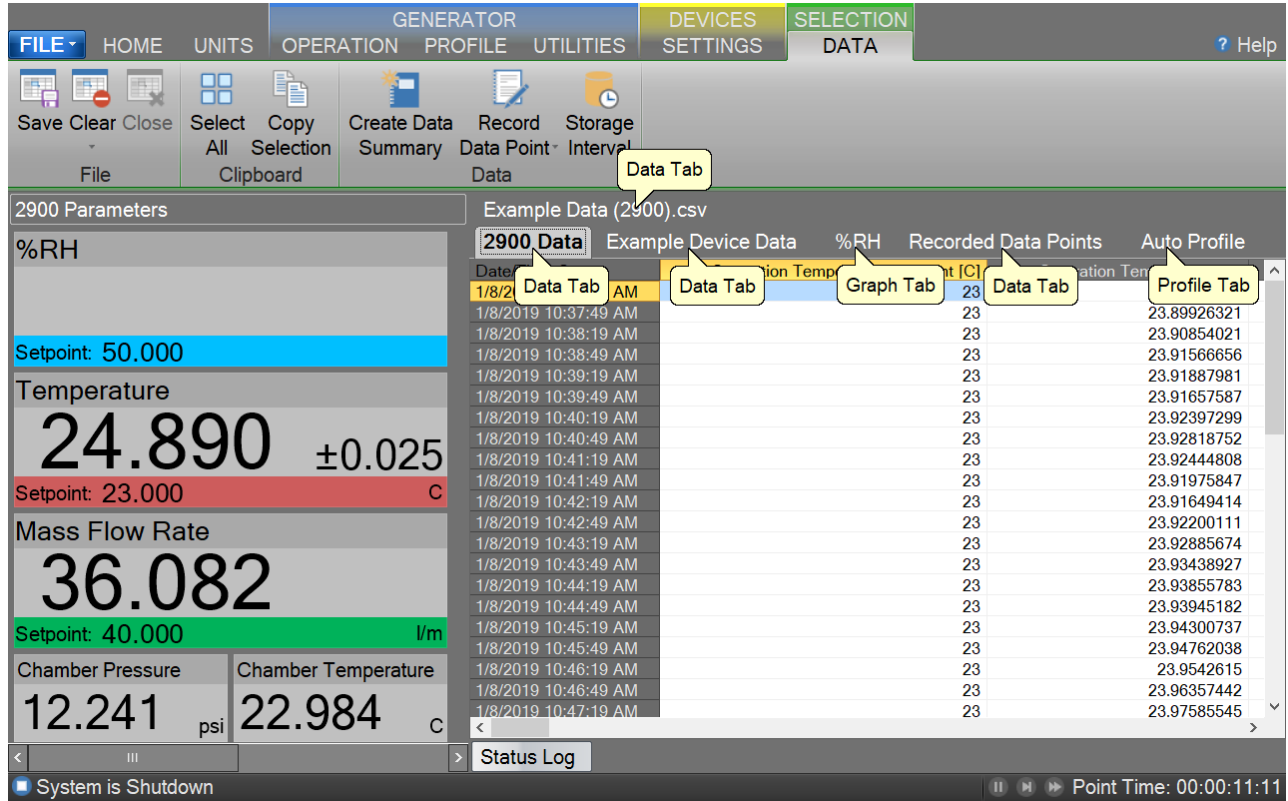 GENERATOR DEVICES SELECTION
FILE HOME UNITS OPERATION PROFILE UTILITIES SETTINGS DATA ? Help
Save Clear Close Select All Copy Selection Create Data Summary Record Data Point Storage Interval
File Clipboard Data
Data Tab
2900 Parameters
%RH
Setpoint: 50.000
Temperature
24.890 ±0.025
Setpoint: 23.000 C
Mass Flow Rate
36.082
Setpoint: 40.000 l/m
Chamber Pressure Chamber Temperature
12.241 psi 22.984 C
Example Data (2900).csv
2900 Data Example Device Data %RH Recorded Data Points Auto Profile
Data Tab Data Tab Graph Tab Data Tab Profile Tab
AM 23
1/8/2019 10:37:49 AM 23 23.89926321
1/8/2019 10:38:19 AM 23 23.90854021
1/8/2019 10:38:49 AM 23 23.91566656
1/8/2019 10:39:19 AM 23 23.91887981
1/8/2019 10:39:49 AM 23 23.91657587
1/8/2019 10:40:19 AM 23 23.92397299
1/8/2019 10:40:49 AM 23 23.92818752
1/8/2019 10:41:19 AM 23 23.92444808
1/8/2019 10:41:49 AM 23 23.91975847
1/8/2019 10:42:19 AM 23 23.91649414
1/8/2019 10:42:49 AM 23 23.92200111
1/8/2019 10:43:19 AM 23 23.92885674
1/8/2019 10:43:49 AM 23 23.93438927
1/8/2019 10:44:19 AM 23 23.93855783
1/8/2019 10:44:49 AM 23 23.93945182
1/8/2019 10:45:19 AM 23 23.94300737
1/8/2019 10:45:49 AM 23 23.94762038
1/8/2019 10:46:19 AM 23 23.9542615
1/8/2019 10:46:49 AM 23 23.96357442
1/8/2019 10:47:19 AM 23 23.97585545
Status Log
System is Shutdown Point Time: 00:00:11:11